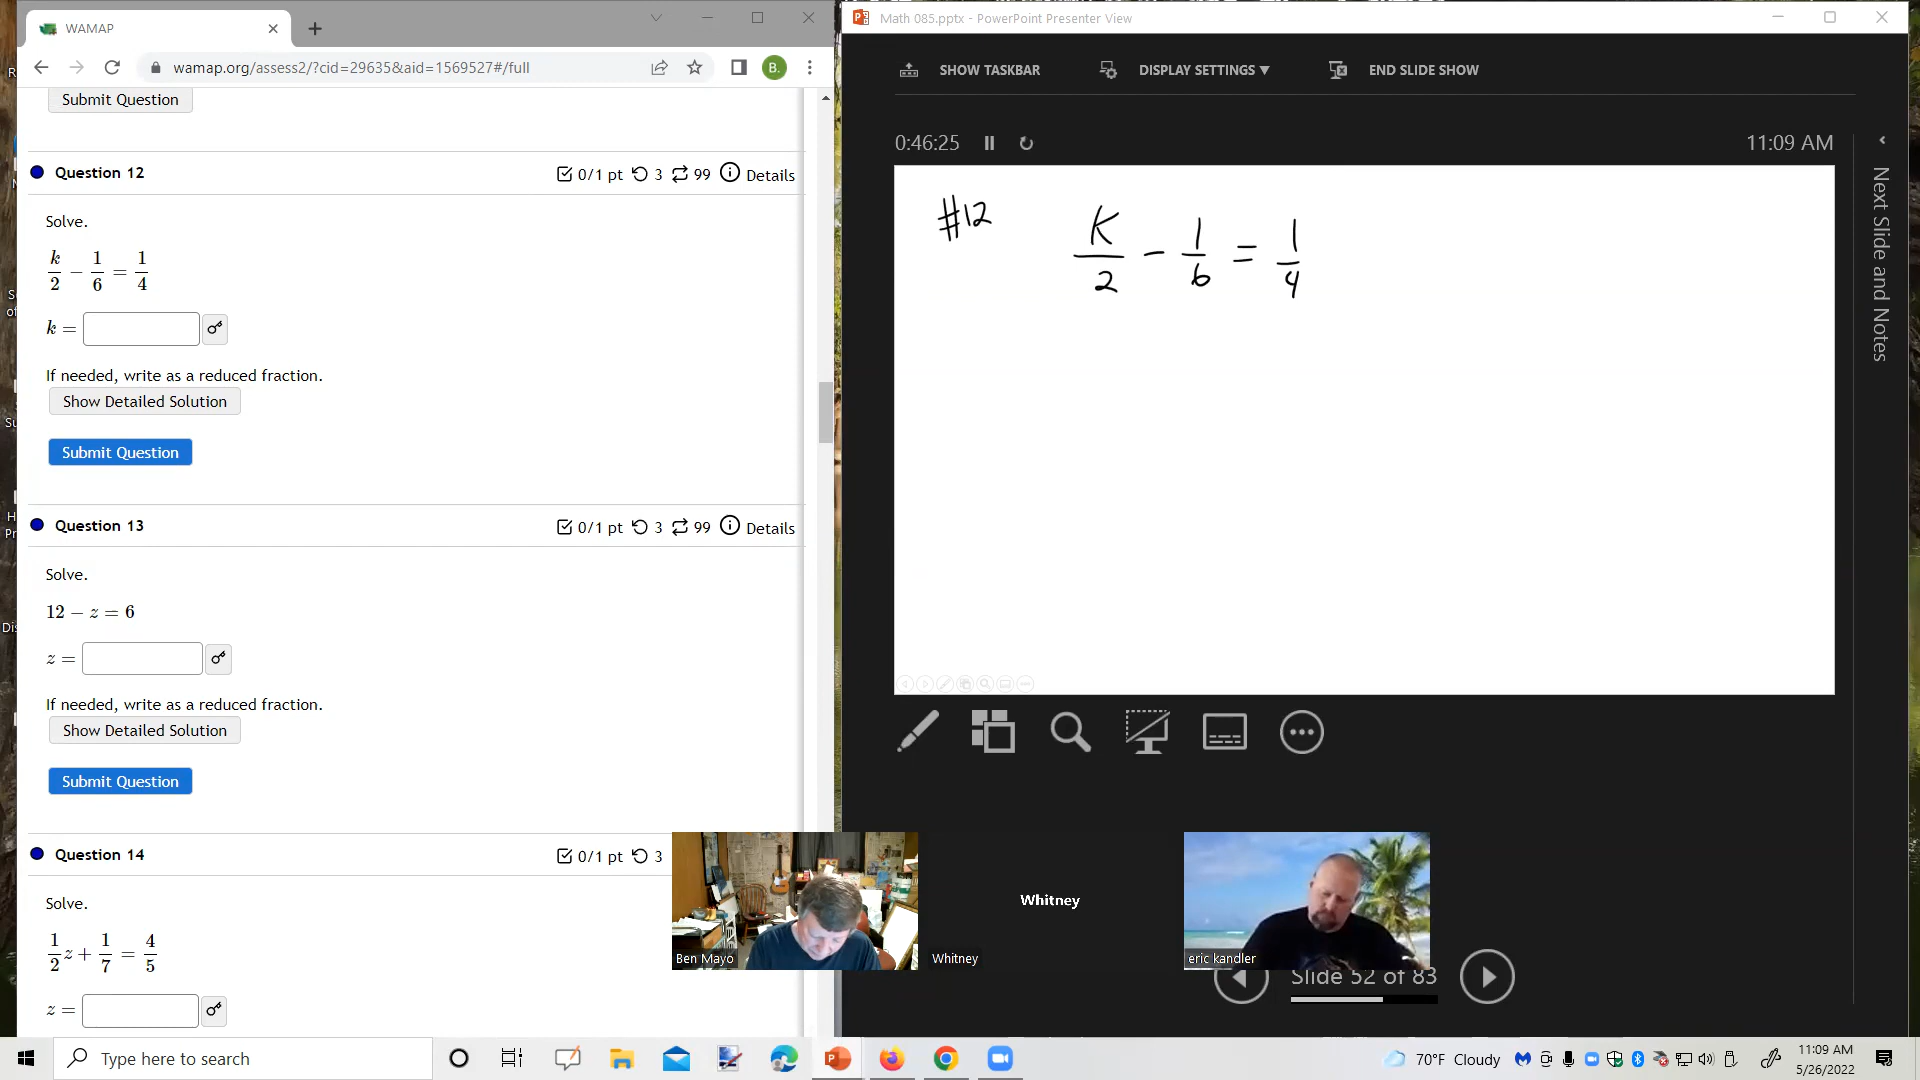 WAMAP
wamap.org/assess2/?cid=29635&aid=1569527#/full
B.
Submit Question
Question 12
0/1 pt 3 99 Details
Solve.
k/2 − 1/6 = 1/4
k =
If needed, write as a reduced fraction.
Show Detailed Solution
Submit Question
Question 13
0/1 pt 3 99 Details
Solve.
12 − z = 6
z =
If needed, write as a reduced fraction.
Show Detailed Solution
Submit Question
Question 14
0/1 pt 3
Solve.
1/2 z + 1/7 = 4/5
z =
Math 085.pptx - PowerPoint Presenter View
SHOW TASKBAR
DISPLAY SETTINGS ▼
END SLIDE SHOW
0:46:25
11:09 AM
#12 K/2 − 1/6 = 1/4
Next Slide and Notes
Ben Mayo
Whitney
Whitney
eric kandler
Slide 52 of 83
Type here to search
70°F Cloudy
11:09 AM
5/26/2022